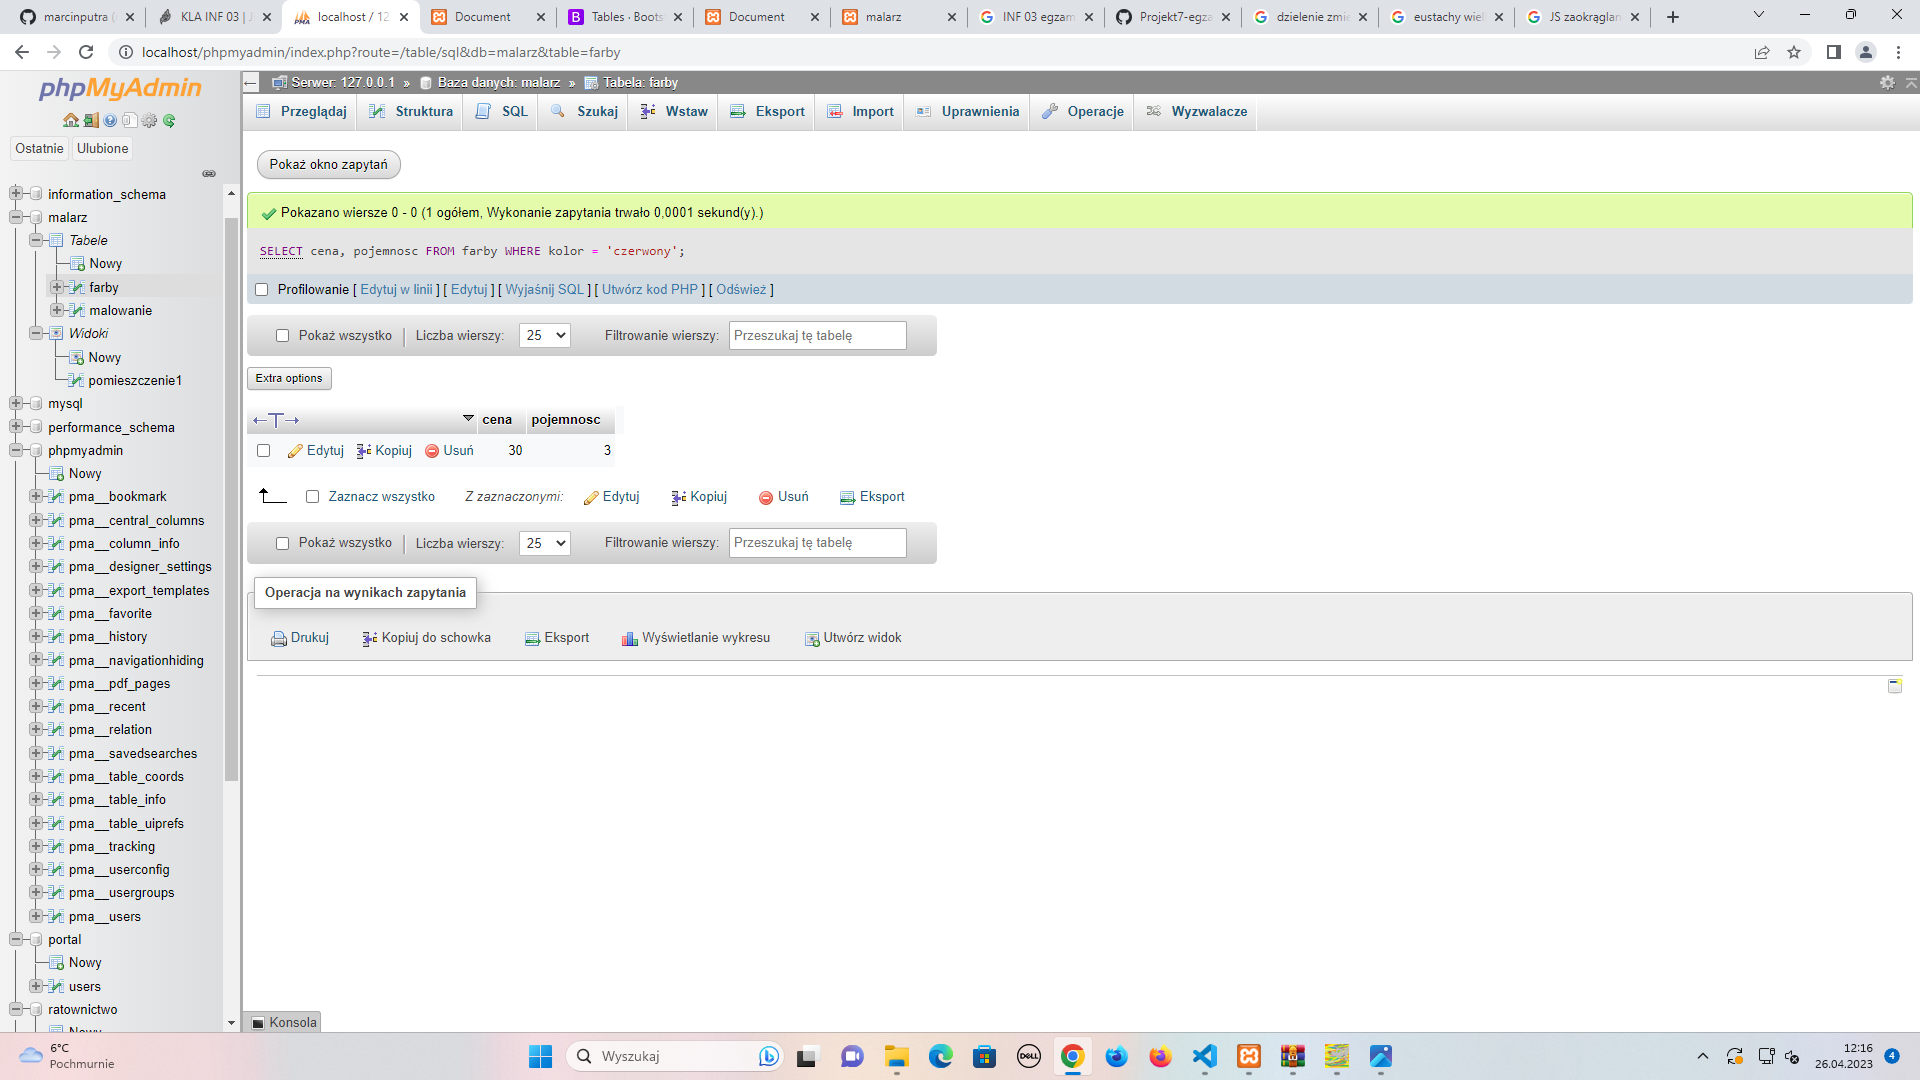 marcinputra (
KLA INF 03 | J
localhost / 12
Document
Tables · Boots
Document
malarz
INF 03 egzam
Projekt7-egza
dzielenie zmie
eustachy wiel
JS zaokrąglan
localhost/phpmyadmin/index.php?route=/table/sql&db=malarz&table=farby
phpMyAdmin
Ostatnie
Ulubione
information_schema
malarz
Tabele
Nowy
farby
malowanie
Widoki
Nowy
pomieszczenie1
mysql
performance_schema
phpmyadmin
Nowy
pma__bookmark
pma__central_columns
pma__column_info
pma__designer_settings
pma__export_templates
pma__favorite
pma__history
pma__navigationhiding
pma__pdf_pages
pma__recent
pma__relation
pma__savedsearches
pma__table_coords
pma__table_info
pma__table_uiprefs
pma__tracking
pma__userconfig
pma__usergroups
pma__users
portal
Nowy
users
ratownictwo
Nowy
Serwer: 127.0.0.1 » Baza danych: malarz » Tabela: farby
Przeglądaj Struktura SQL Szukaj Wstaw Eksport Import Uprawnienia Operacje Wyzwalacze
Pokaż okno zapytań
Pokazano wiersze 0 - 0 (1 ogółem, Wykonanie zapytania trwało 0,0001 sekund(y).)
SELECT cena, pojemnosc FROM farby WHERE kolor = 'czerwony';
Profilowanie [ Edytuj w linii ] [ Edytuj ] [ Wyjaśnij SQL ] [ Utwórz kod PHP ] [ Odśwież ]
Pokaż wszystko Liczba wierszy: 25 Filtrowanie wierszy: Przeszukaj tę tabelę
Extra options
←T→ cena pojemnosc
Edytuj Kopiuj Usuń 30 3
Zaznacz wszystko Z zaznaczonymi: Edytuj Kopiuj Usuń Eksport
Pokaż wszystko Liczba wierszy: 25 Filtrowanie wierszy: Przeszukaj tę tabelę
Operacja na wynikach zapytania
Drukuj Kopiuj do schowka Eksport Wyświetlanie wykresu Utwórz widok
Konsola
6°C
Pochmurnie
Wyszukaj
DELL
12:16
26.04.2023
4